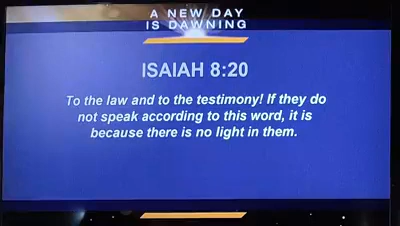 A NEW DAY
IS DAWNING
ISAIAH 8:20
To the law and to the testimony! If they do
not speak according to this word, it is
because there is no light in them.